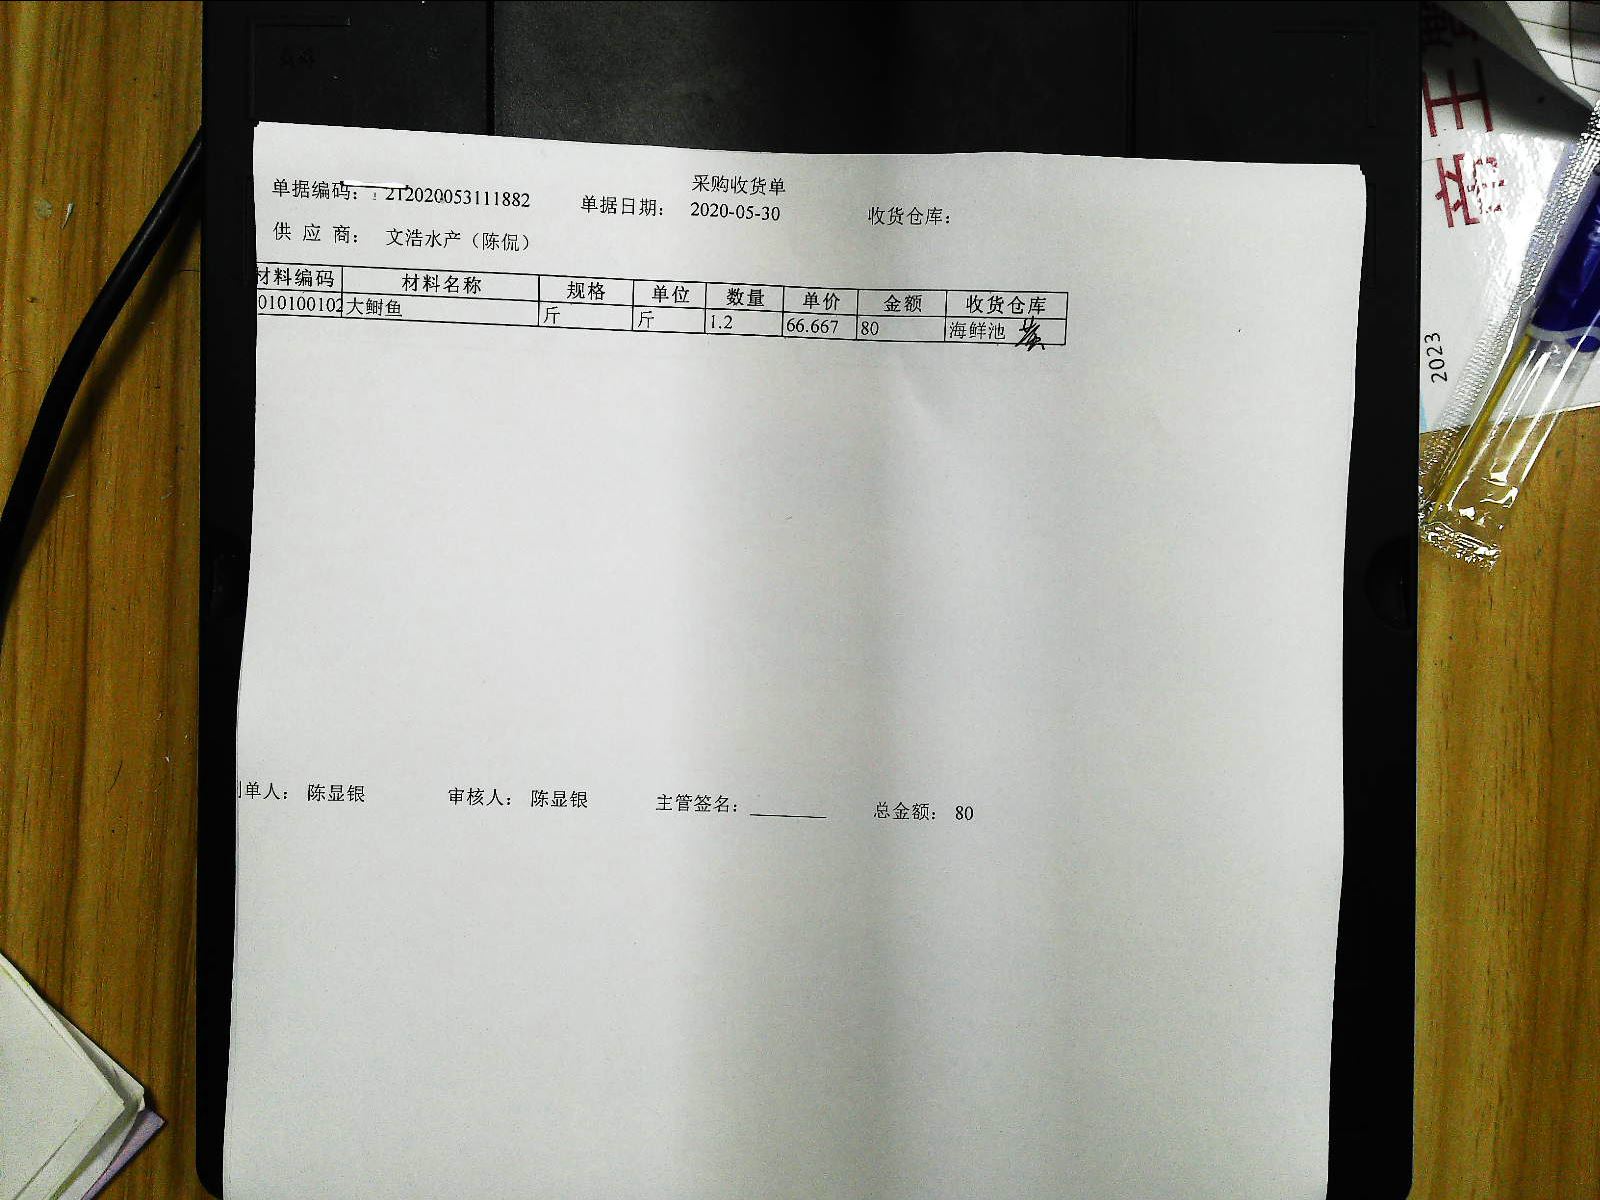 采购收货单
单据编码： 212020053111882 单据日期： 2020-05-30 收货仓库：
供 应 商： 文浩水产（陈侃）
材料编码 材料名称 规格 单位 数量 单价 金额 收货仓库
010100102 大鲥鱼 斤 斤 1.2 66.667 80 海鲜池
单人： 陈显银 审核人： 陈显银 主管签名： 总金额： 80
帝王
2023